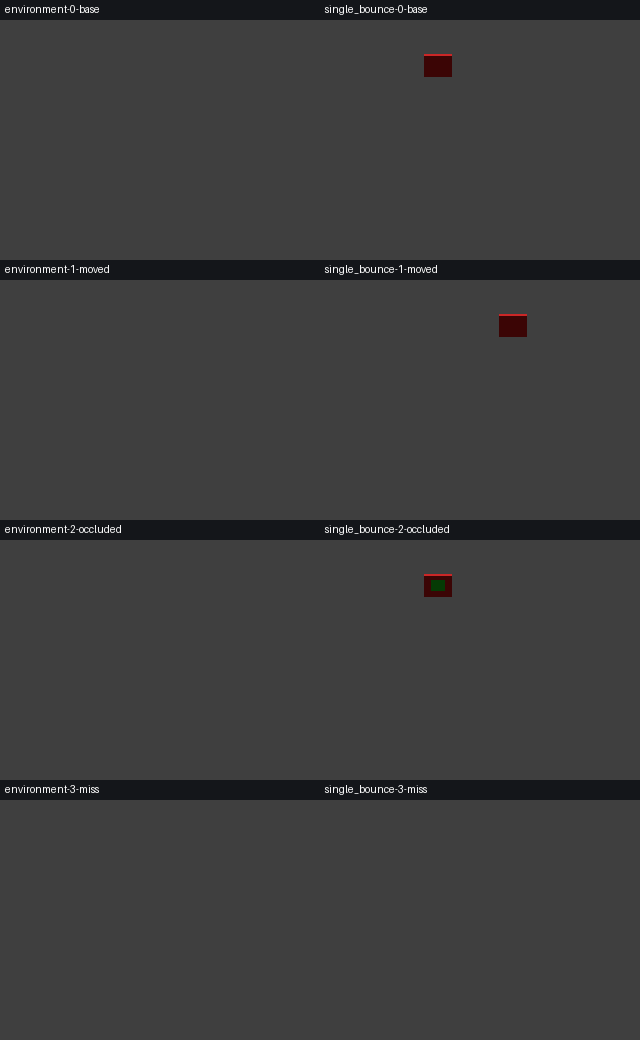 environment-0-base
single_bounce-0-base
environment-1-moved
single_bounce-1-moved
environment-2-occluded
single_bounce-2-occluded
environment-3-miss
single_bounce-3-miss